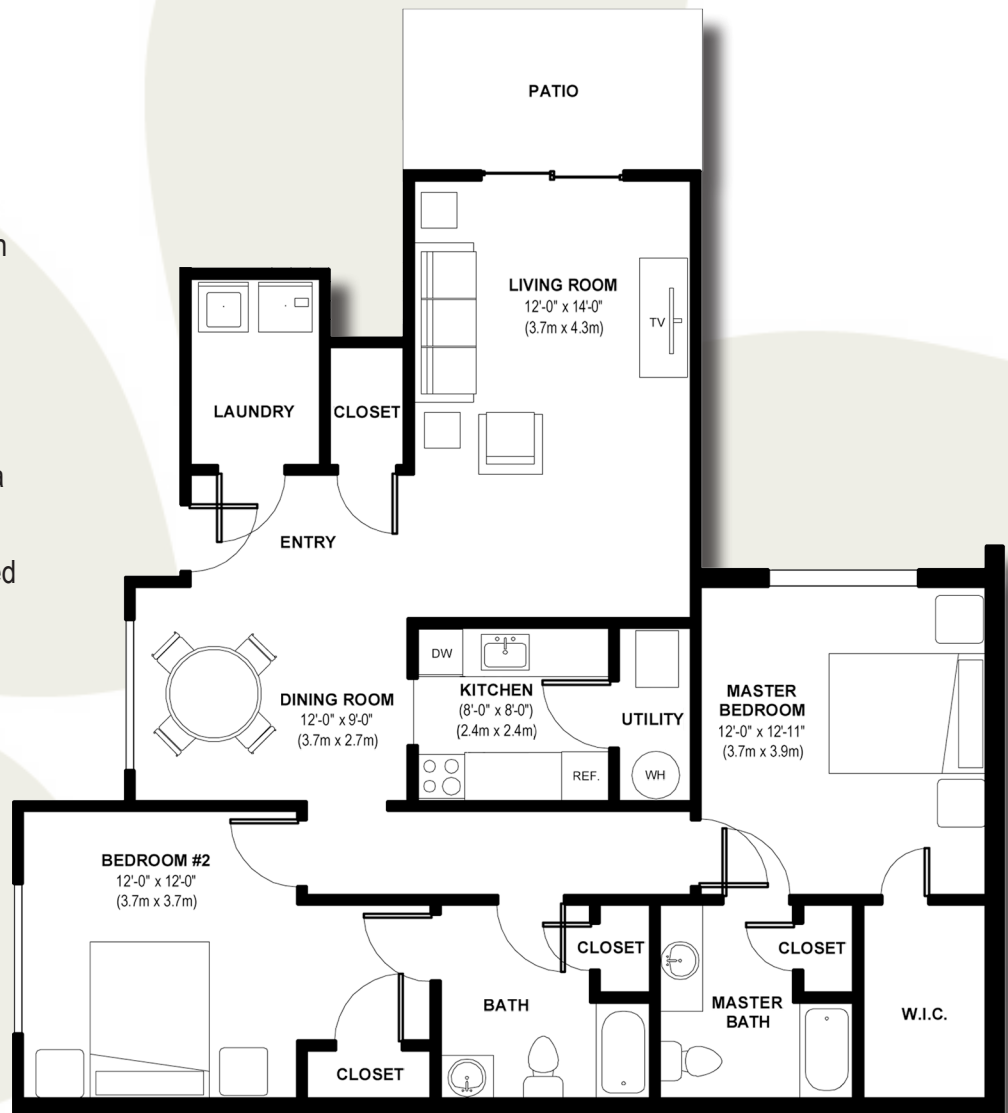 PATIO
n
LIVING ROOM
12'-0" x 14'-0"
(3.7m x 4.3m)
TV
LAUNDRY
CLOSET
a
ENTRY
ed
DW
KITCHEN
(8'-0" x 8'-0")
(2.4m x 2.4m)
UTILITY
REF.
WH
DINING ROOM
12'-0" x 9'-0"
(3.7m x 2.7m)
MASTER
BEDROOM
12'-0" x 12'-11"
(3.7m x 3.9m)
BEDROOM #2
12'-0" x 12'-0"
(3.7m x 3.7m)
CLOSET
BATH
CLOSET
MASTER
BATH
CLOSET
W.I.C.